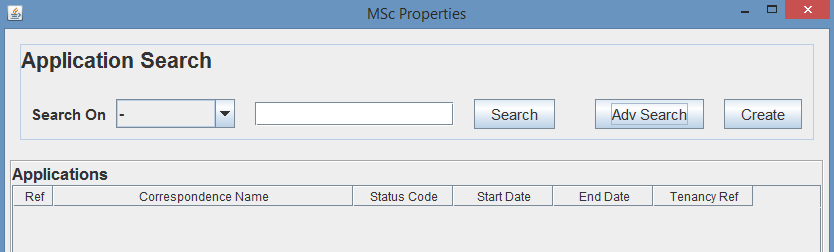 MSc Properties
Application Search
Search On - Search Adv Search Create
Applications
Ref Correspondence Name Status Code Start Date End Date Tenancy Ref